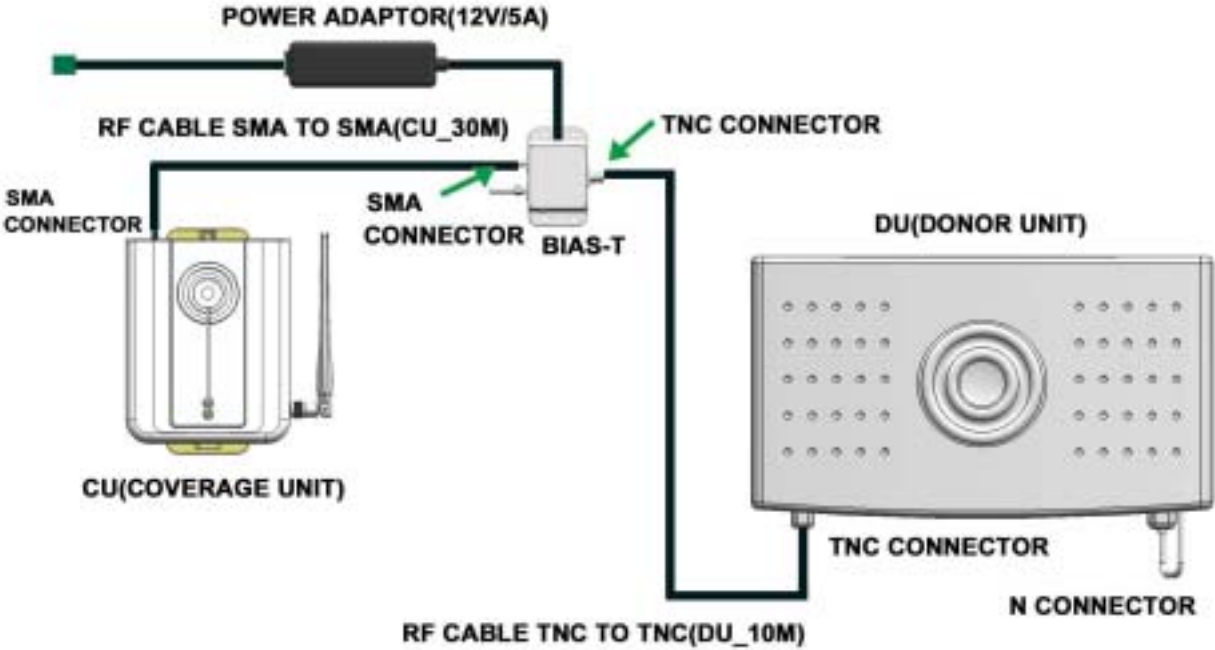 POWER ADAPTOR(12V/5A)
RF CABLE SMA TO SMA(CU_30M)
TNC CONNECTOR
SMA
CONNECTOR
SMA
CONNECTOR
BIAS-T
DU(DONOR UNIT)
CU(COVERAGE UNIT)
TNC CONNECTOR
N CONNECTOR
RF CABLE TNC TO TNC(DU_10M)